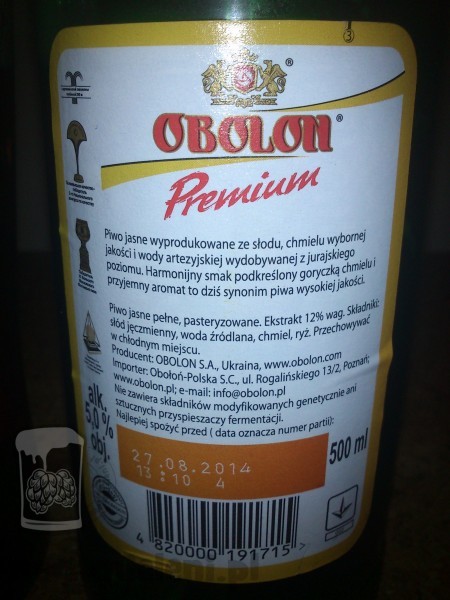 3
OBOLON®
Premium
Piwo jasne wyprodukowane ze słodu, chmielu wybornej
jakości i wody artezyjskiej wydobywanej z jurajskiego
poziomu. Harmonijny smak podkreślony goryczką chmielu i
przyjemny aromat to dziś synonim piwa wysokiej jakości.
Piwo jasne pełne, pasteryzowane. Ekstrakt 12% wag. Składniki:
słód jęczmienny, woda źródlana, chmiel, ryż. Przechowywać
w chłodnym miejscu.
Producent: OBOLON S.A., Ukraina, www.obolon.com
Importer: Obołoń-Polska S.C., ul. Rogalińskiego 13/2, Poznań;
www.obolon.pl; e-mail: info@obolon.pl
Nie zawiera składników modyfikowanych genetycznie ani
sztucznych przyspieszaczy fermentacji.
Najlepiej spożyć przed ( data oznacza numer partii):
alk.
5,0 %
obj.
27.08.2014
13:10 4
500 ml
4 820000 191715 >